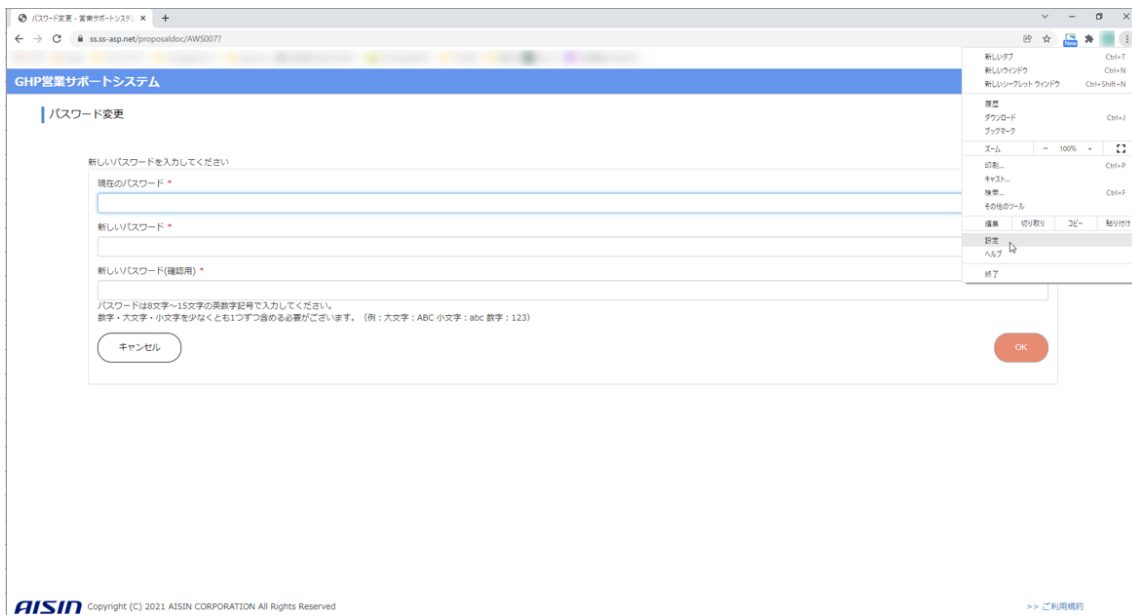 パスワード変更 - 営業サポートシステム
ss.ss-asp.net/proposaldoc/AWS007?
New
新しいタブ Ctrl+T
新しいウィンドウ Ctrl+N
新しいシークレット ウィンドウ Ctrl+Shift+N
履歴
ダウンロード Ctrl+J
ブックマーク
ズーム - 100% + 
印刷... Ctrl+P
キャスト...
検索... Ctrl+F
その他のツール
編集 切り取り コピー 貼り付け
設定
ヘルプ
終了
GHP営業サポートシステム
パスワード変更
新しいパスワードを入力してください
現在のパスワード *
新しいパスワード *
新しいパスワード(確認用) *
パスワードは8文字～15文字の英数字記号で入力してください。
数字・大文字・小文字を少なくとも1つずつ含める必要がございます。（例：大文字：ABC 小文字：abc 数字：123）
キャンセル
OK
AISIN Copyright (C) 2021 AISIN CORPORATION All Rights Reserved
>> ご利用規約